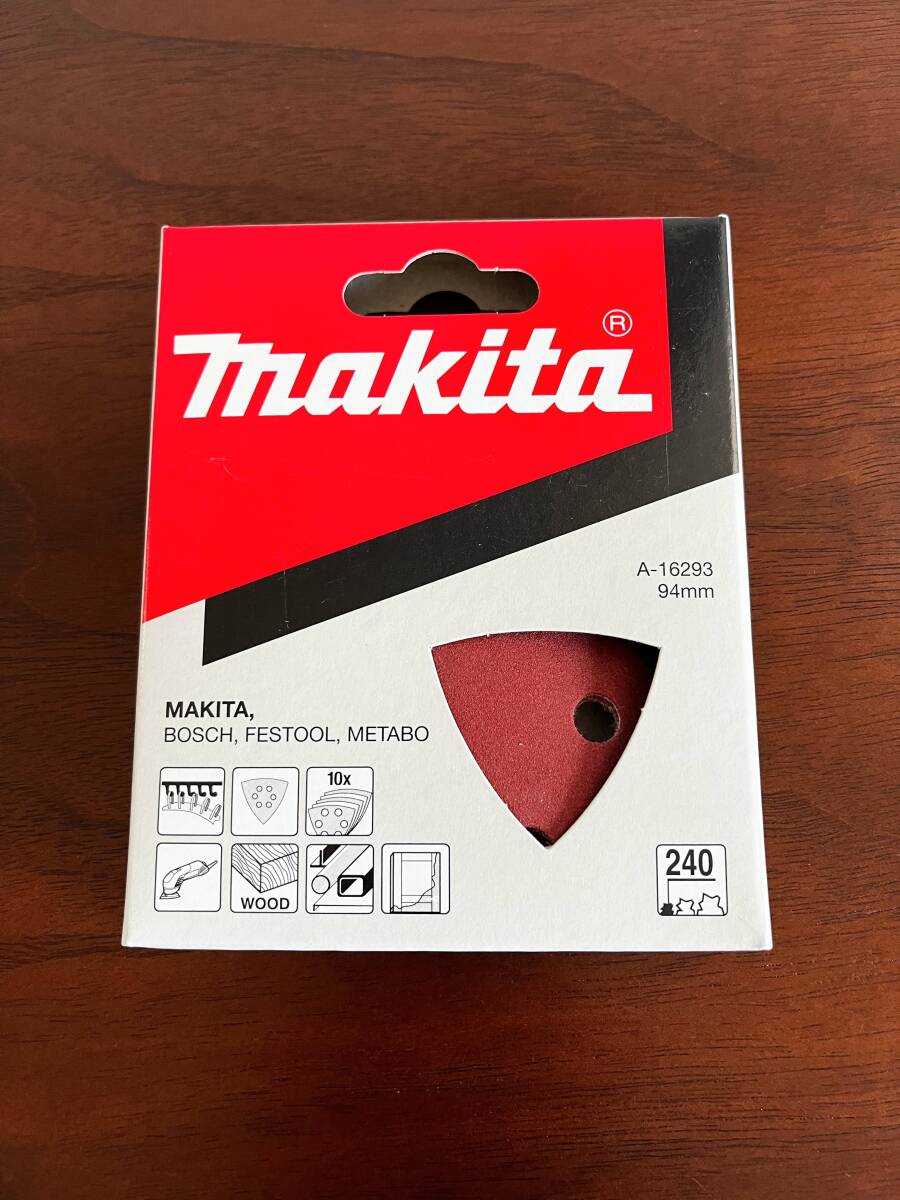 makita®
A-16293
94mm
MAKITA,
BOSCH, FESTOOL, METABO
10x
WOOD
240